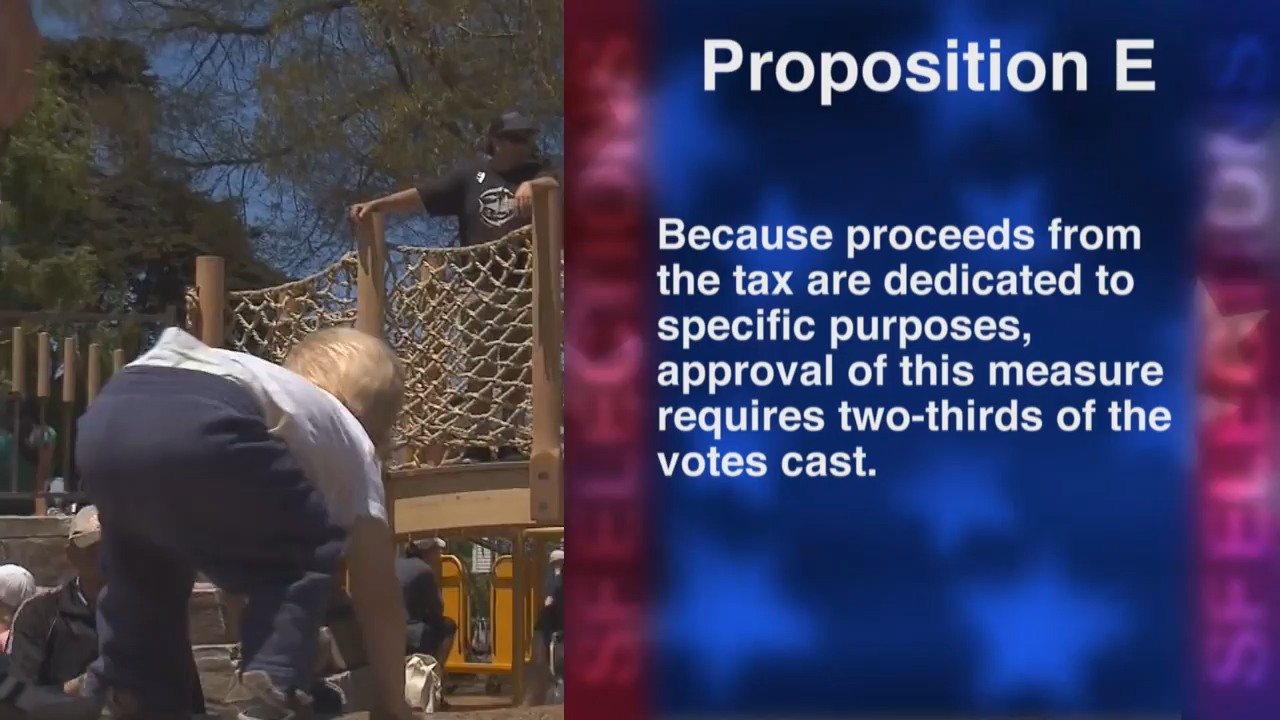 Proposition E
Because proceeds from
the tax are dedicated to
specific purposes,
approval of this measure
requires two-thirds of the
votes cast.
SFELECTIONS